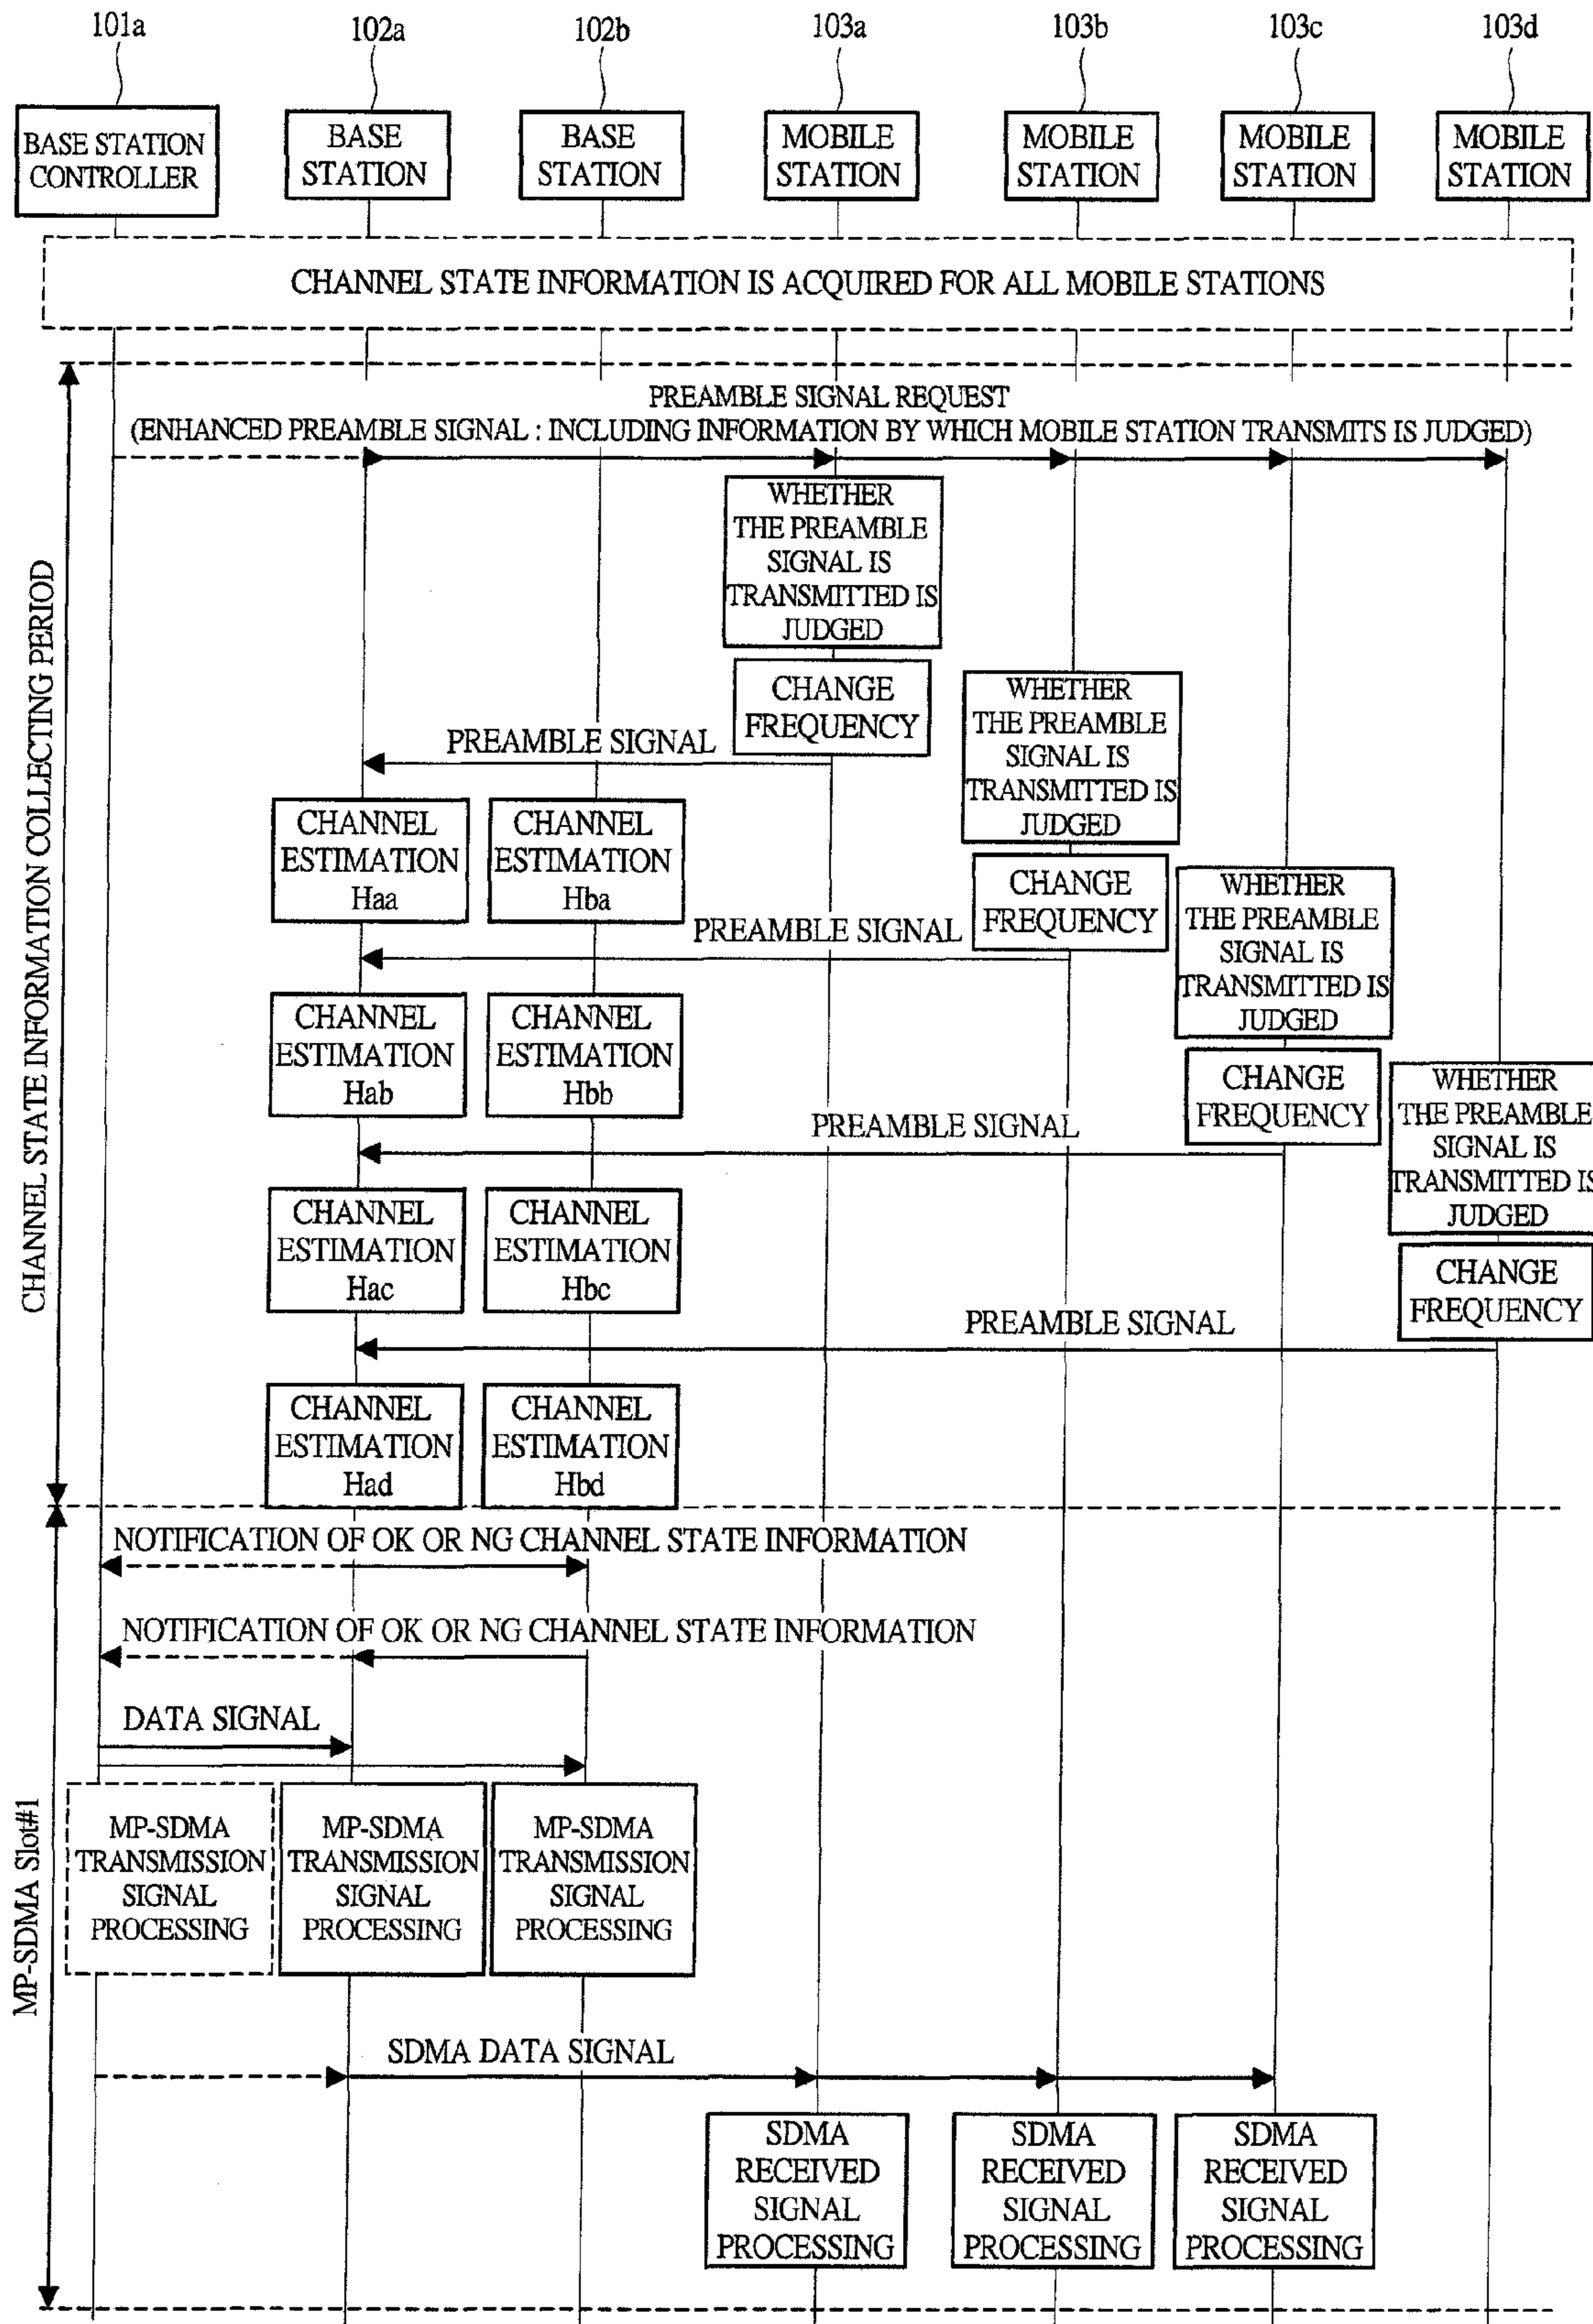 101a
102a
102b
103a
103b
103c
103d
BASE STATION
CONTROLLER
BASE
STATION
BASE
STATION
MOBILE
STATION
MOBILE
STATION
MOBILE
STATION
MOBILE
STATION
CHANNEL STATE INFORMATION IS ACQUIRED FOR ALL MOBILE STATIONS
CHANNEL STATE INFORMATION COLLECTING PERIOD
PREAMBLE SIGNAL REQUEST
(ENHANCED PREAMBLE SIGNAL : INCLUDING INFORMATION BY WHICH MOBILE STATION TRANSMITS IS JUDGED)
WHETHER
THE PREAMBLE
SIGNAL IS
TRANSMITTED IS
JUDGED
CHANGE
FREQUENCY
PREAMBLE SIGNAL
WHETHER
THE PREAMBLE
SIGNAL IS
TRANSMITTED IS
JUDGED
CHANNEL
ESTIMATION
Haa
CHANNEL
ESTIMATION
Hba
CHANGE
FREQUENCY
PREAMBLE SIGNAL
WHETHER
THE PREAMBLE
SIGNAL IS
TRANSMITTED IS
JUDGED
CHANNEL
ESTIMATION
Hab
CHANNEL
ESTIMATION
Hbb
CHANGE
FREQUENCY
PREAMBLE SIGNAL
WHETHER
THE PREAMBLE
SIGNAL IS
TRANSMITTED IS
JUDGED
CHANNEL
ESTIMATION
Hac
CHANNEL
ESTIMATION
Hbc
CHANGE
FREQUENCY
PREAMBLE SIGNAL
CHANNEL
ESTIMATION
Had
CHANNEL
ESTIMATION
Hbd
MP-SDMA Slot#1
NOTIFICATION OF OK OR NG CHANNEL STATE INFORMATION
NOTIFICATION OF OK OR NG CHANNEL STATE INFORMATION
DATA SIGNAL
MP-SDMA
TRANSMISSION
SIGNAL
PROCESSING
MP-SDMA
TRANSMISSION
SIGNAL
PROCESSING
MP-SDMA
TRANSMISSION
SIGNAL
PROCESSING
SDMA DATA SIGNAL
SDMA
RECEIVED
SIGNAL
PROCESSING
SDMA
RECEIVED
SIGNAL
PROCESSING
SDMA
RECEIVED
SIGNAL
PROCESSING